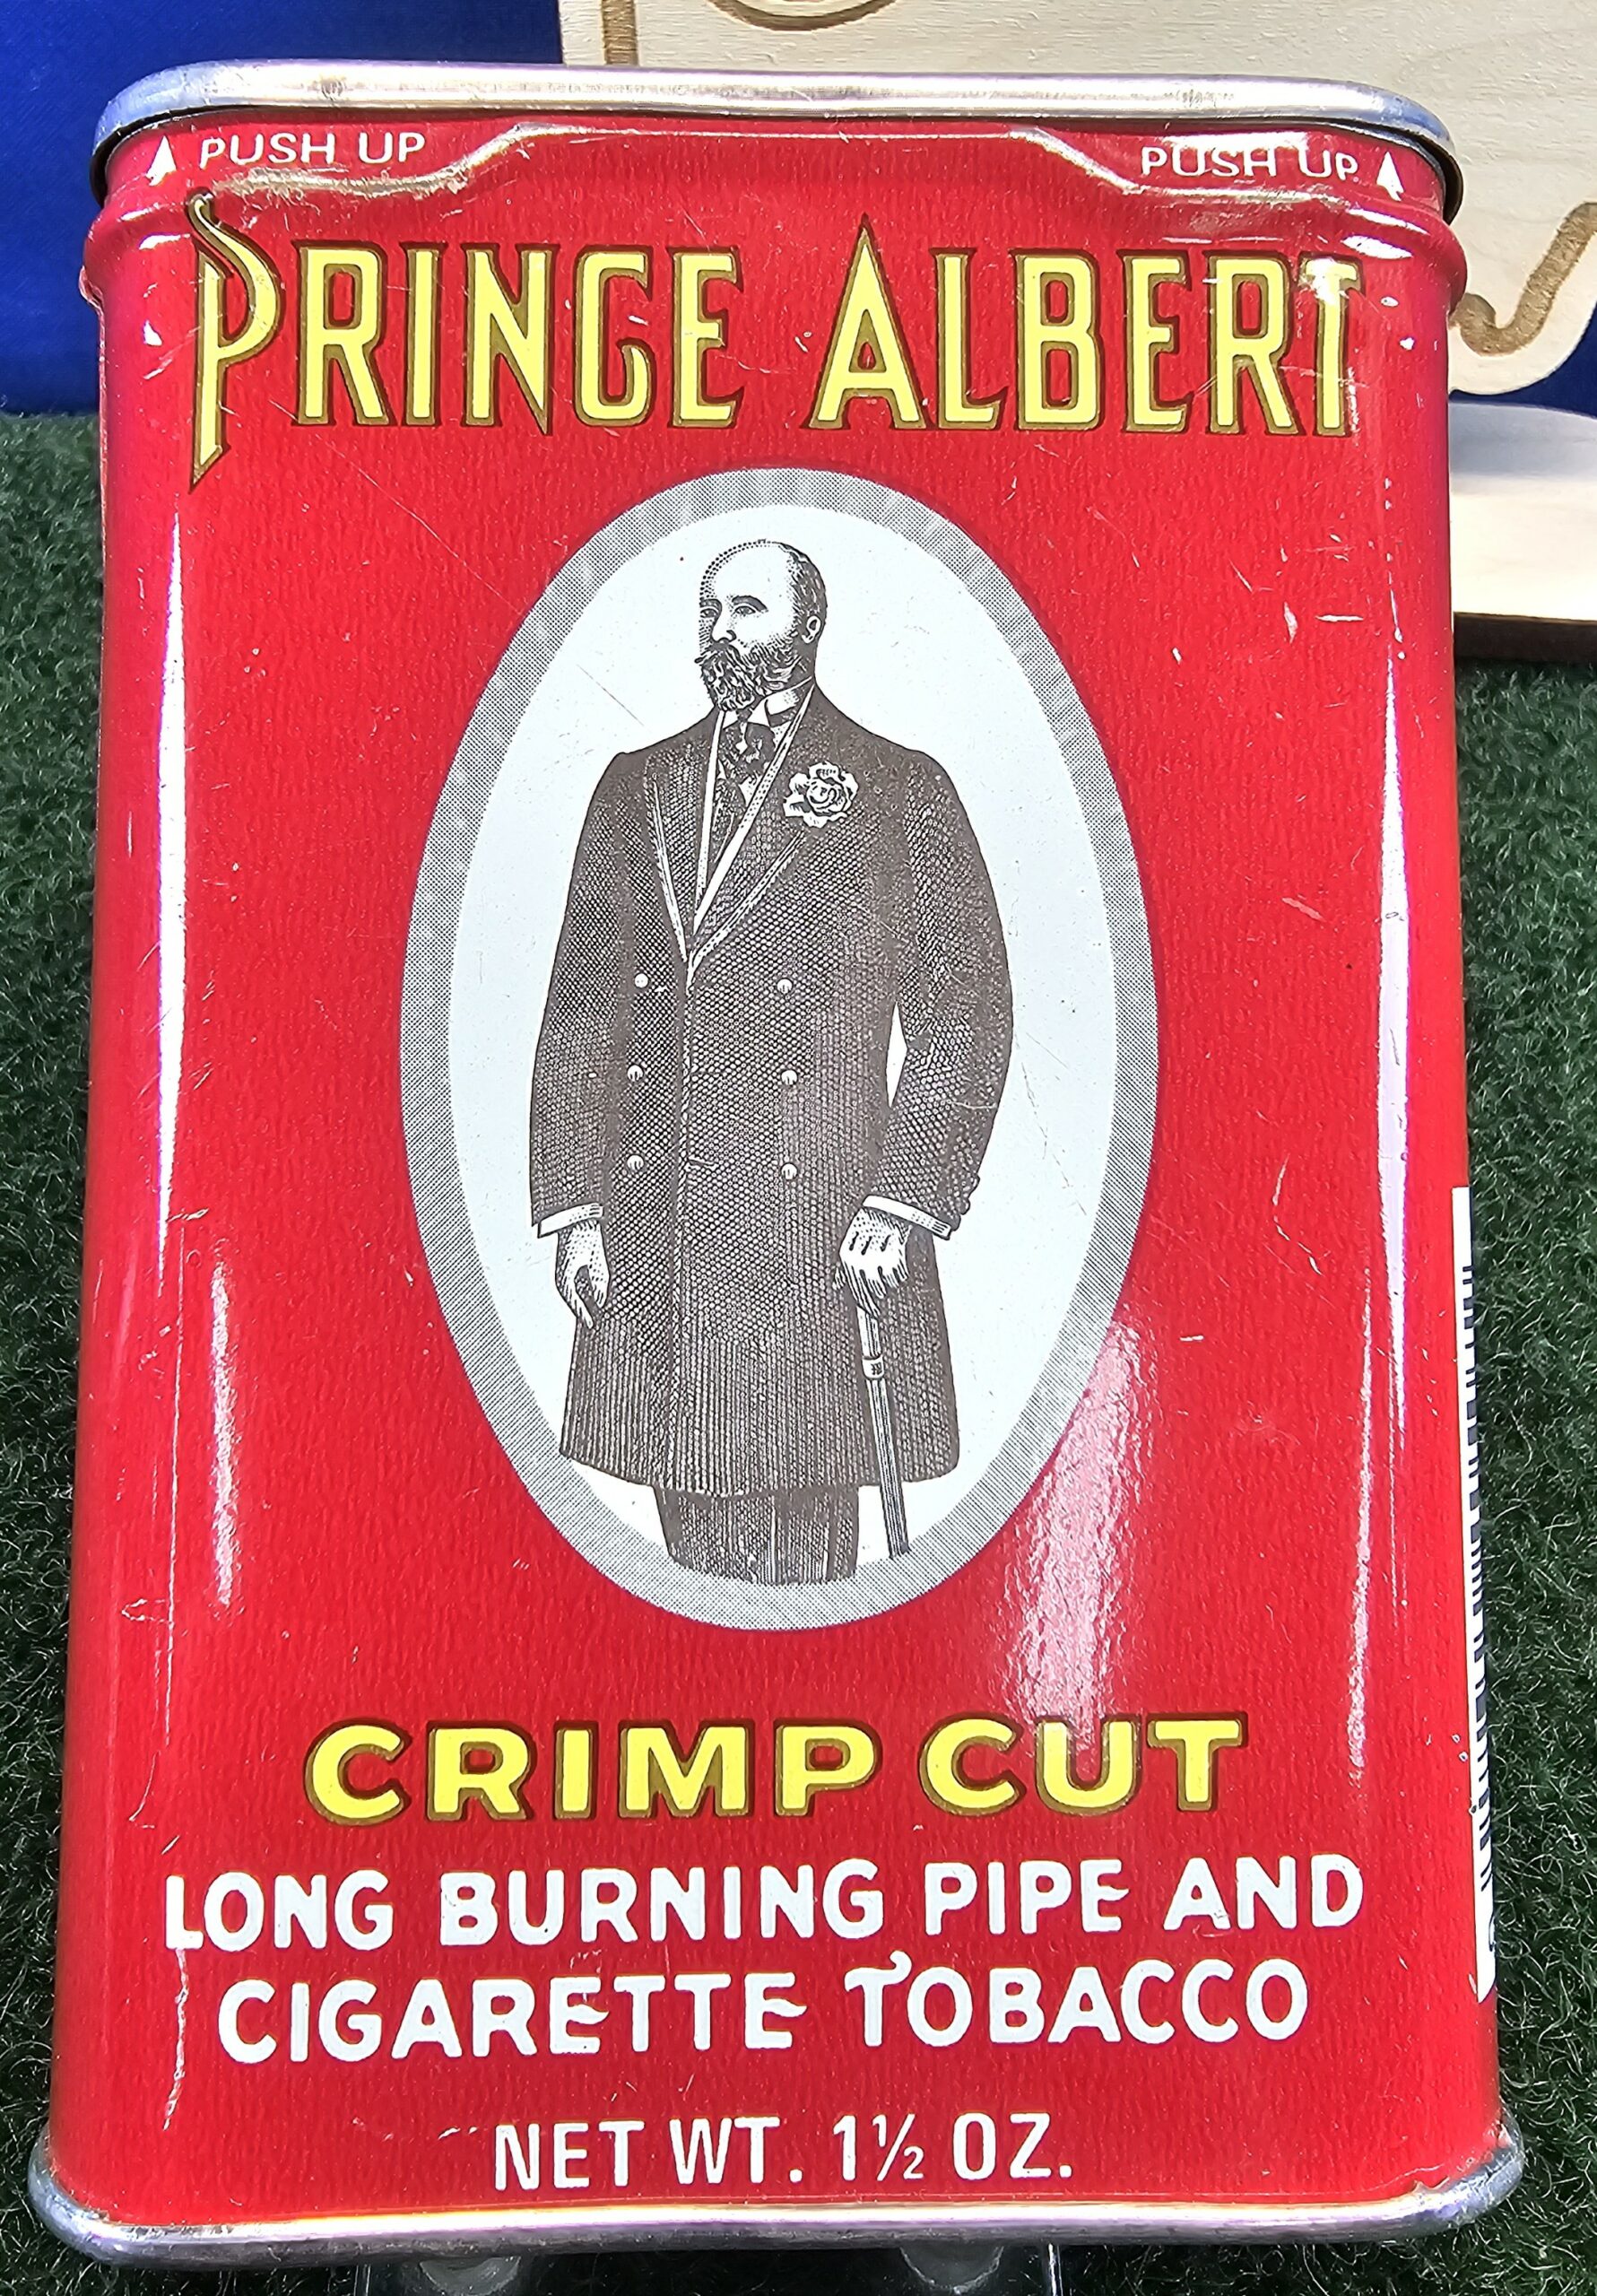 PUSH UP PUSH UP
PRINCE ALBERT
CRIMP CUT
LONG BURNING PIPE AND
CIGARETTE TOBACCO
NET WT. 1½ OZ.